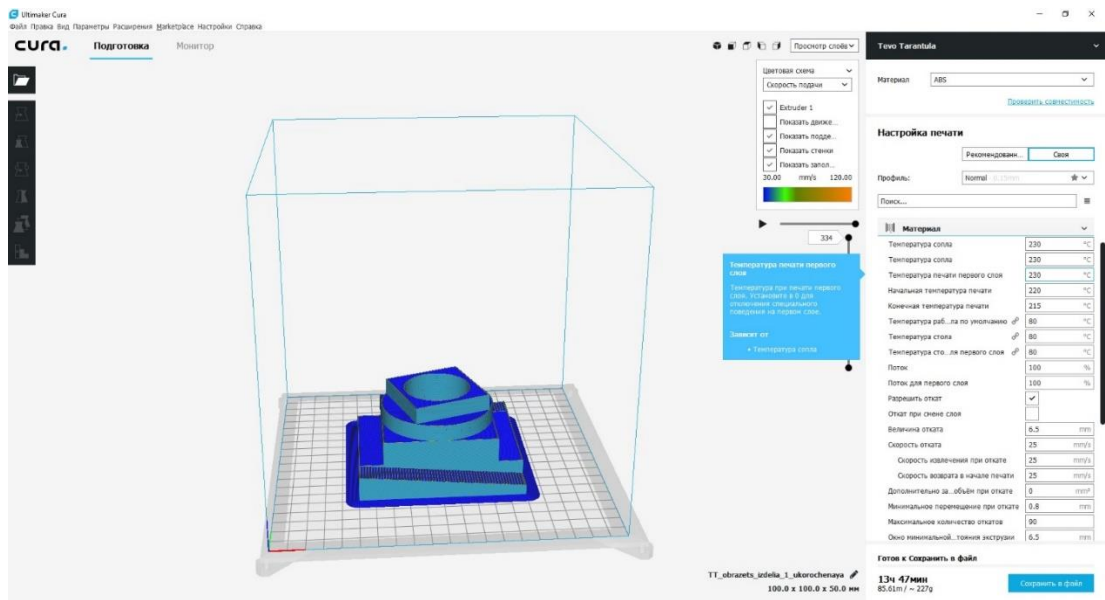 Ultimaker Cura
Файл Правка Вид Параметры Расширения Marketplace Настройки Справка
cura.
Подготовка
Монитор
Просмотр слоёв
Цветовая схема
Скорость подачи
Extruder 1
Показать движе...
Показать подде...
Показать стенки
Показать запол...
30.00 mm/s 120.00
334
Температура печати первого слоя
Температура при печати первого
слоя. Установите в 0 для
отключения специального
поведения на первом слое.
Зависит от
• Температура сопла
TT_obrazets_izdelia_1_ukorochenaya
100.0 x 100.0 x 50.0 мм
Tevo Tarantula
Материал ABS
Проверить совместимость
Настройка печати
Рекомендованн... Своя
Профиль: Normal - 0.15mm
Поиск...
Материал
Температура сопла 230 °C
Температура сопла 230 °C
Температура печати первого слоя 230 °C
Начальная температура печати 220 °C
Конечная температура печати 215 °C
Температура раб...ла по умолчанию 80 °C
Температура стола 80 °C
Температура сто...ля первого слоя 80 °C
Поток 100 %
Поток для первого слоя 100 %
Разрешить откат
Откат при смене слоя
Величина отката 6.5 mm
Скорость отката 25 mm/s
Скорость извлечения при откате 25 mm/s
Скорость возврата в начале печати 25 mm/s
Дополнительно за...объём при откате 0 mm³
Минимальное перемещение при откате 0.8 mm
Максимальное количество откатов 90
Окно минимальной...тояния экструзии 6.5 mm
Готов к Сохранить в файл
13ч 47мин
85.61m / ~ 227g
Сохранить в файл